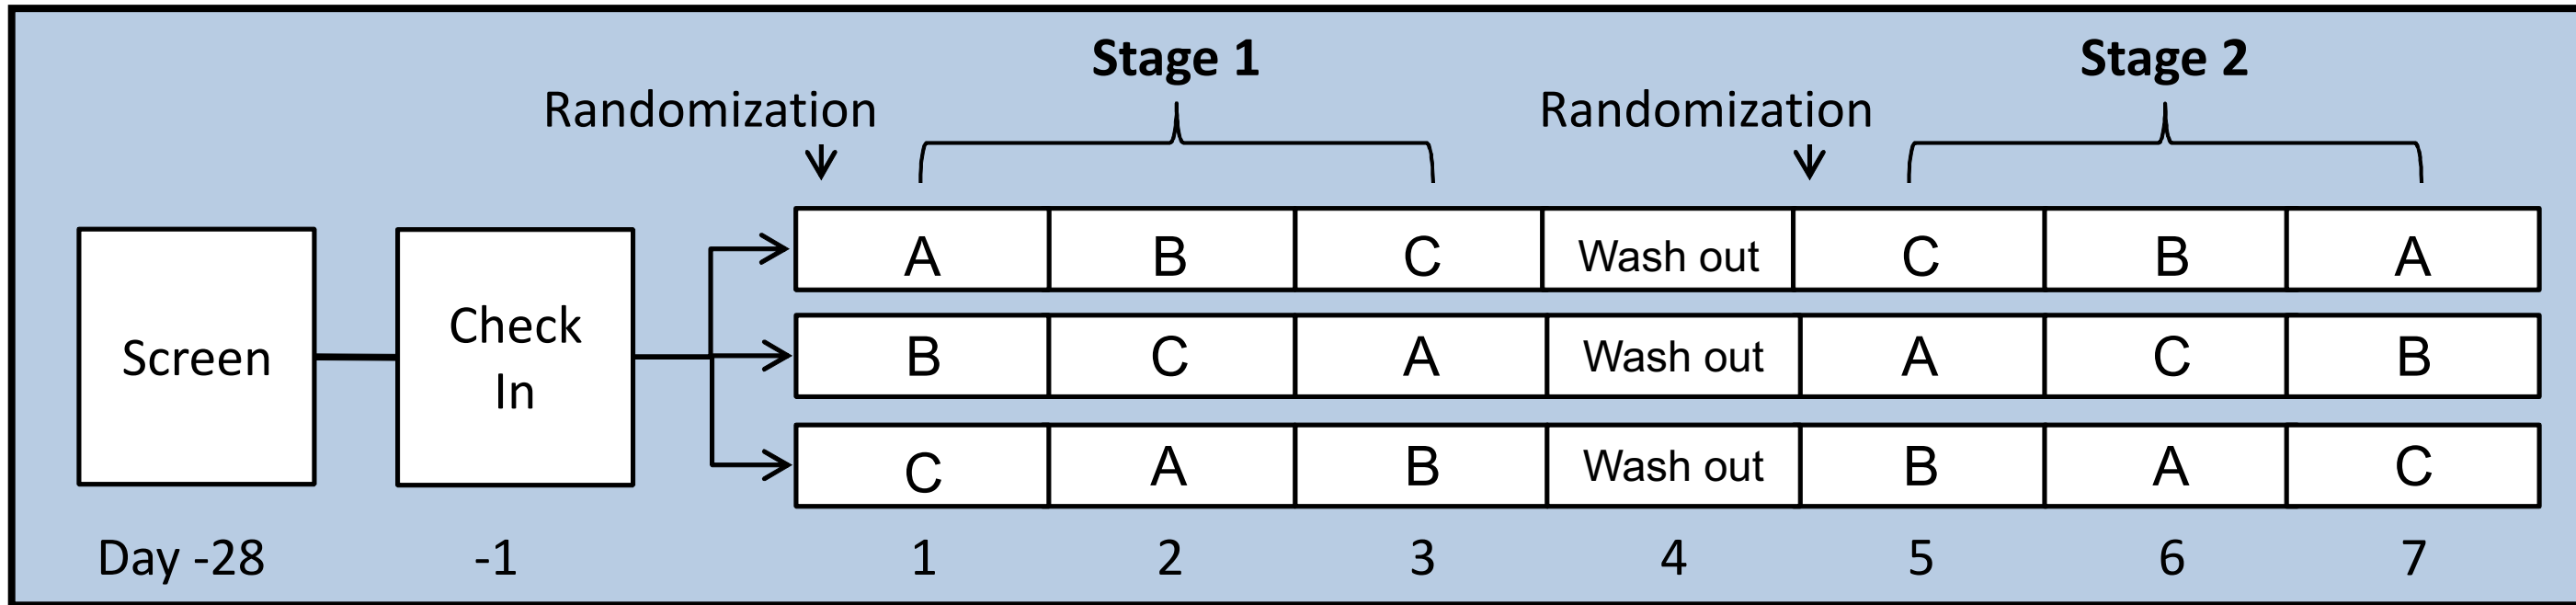 Stage 1 Stage 2
Randomization Randomization
Screen
Check
In
A B C Wash out C B A
B C A Wash out A C B
C A B Wash out B A C
Day -28 -1 1 2 3 4 5 6 7